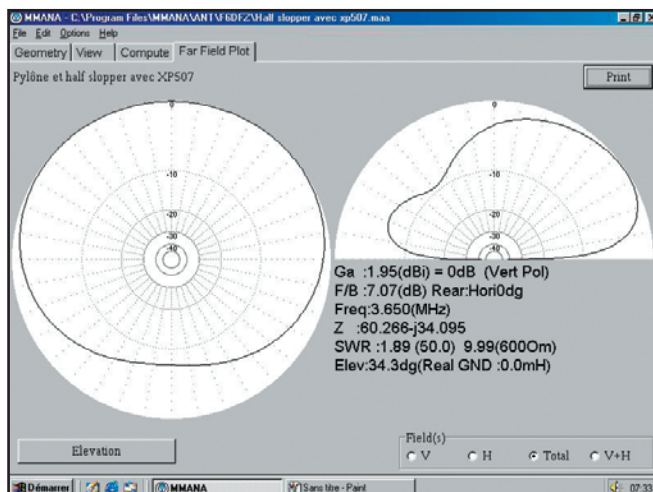 MMANA - C:\Program Files\MMANA\ANT\F6DFZ\Half slopper avec xp507.maa
File Edit Options Help
Geometry View Compute Far Field Plot
Pylône et half slopper avec XP507
Print
0
-10
-20
-30
-40
0
-10
-20
-30
-40
Ga :1.95(dBi) = 0dB (Vert Pol)
F/B :7.07(dB) Rear:Hori0dg
Freq:3.650(MHz)
Z :60.266-j34.095
SWR :1.89 (50.0) 9.99(600Om)
Elev:34.3dg(Real GND :0.0mH)
Elevation
Field(s)
V H Total V+H
Démarrer MMANA Sans titre - Paint 07:33